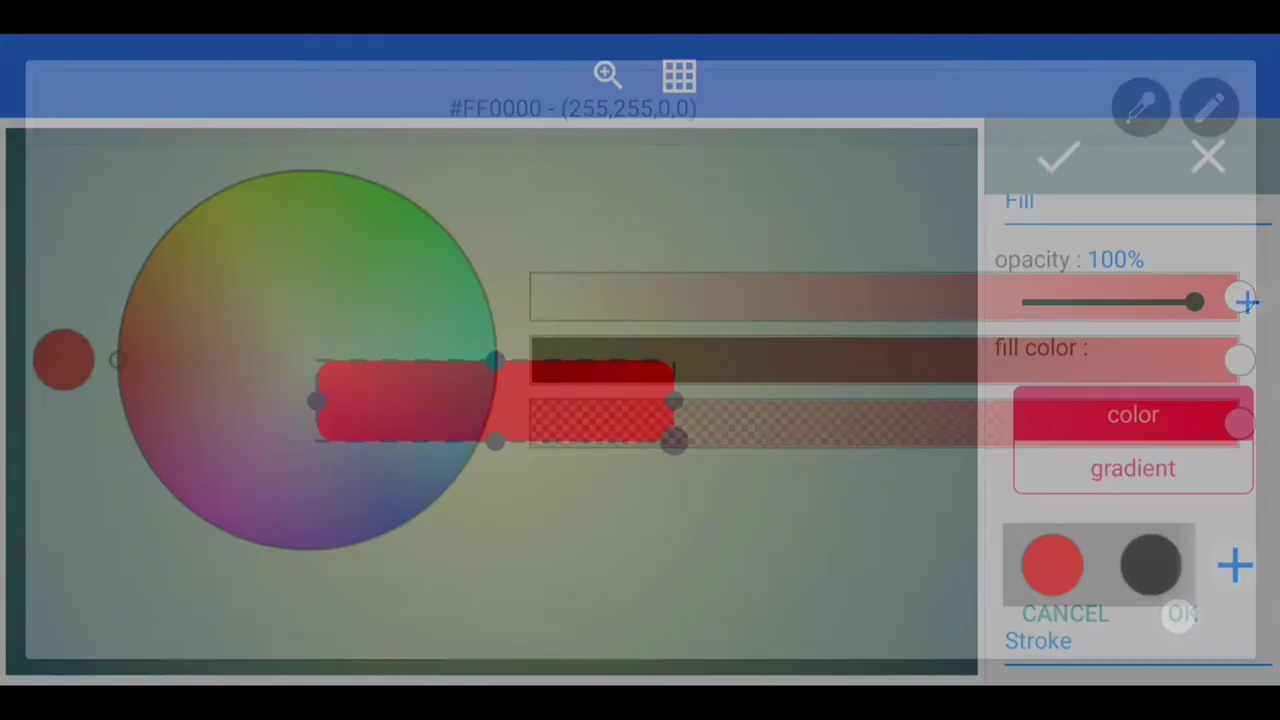 #FF0000 - (255,255,0,0)
Fill
opacity : 100%
fill color :
color
gradient
CANCEL OK
Stroke